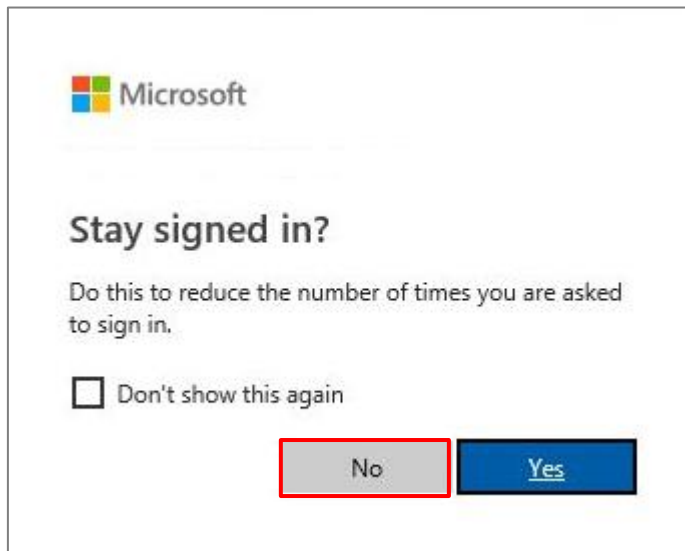 Microsoft
Stay signed in?
Do this to reduce the number of times you are asked
to sign in.
Don't show this again
No
Yes